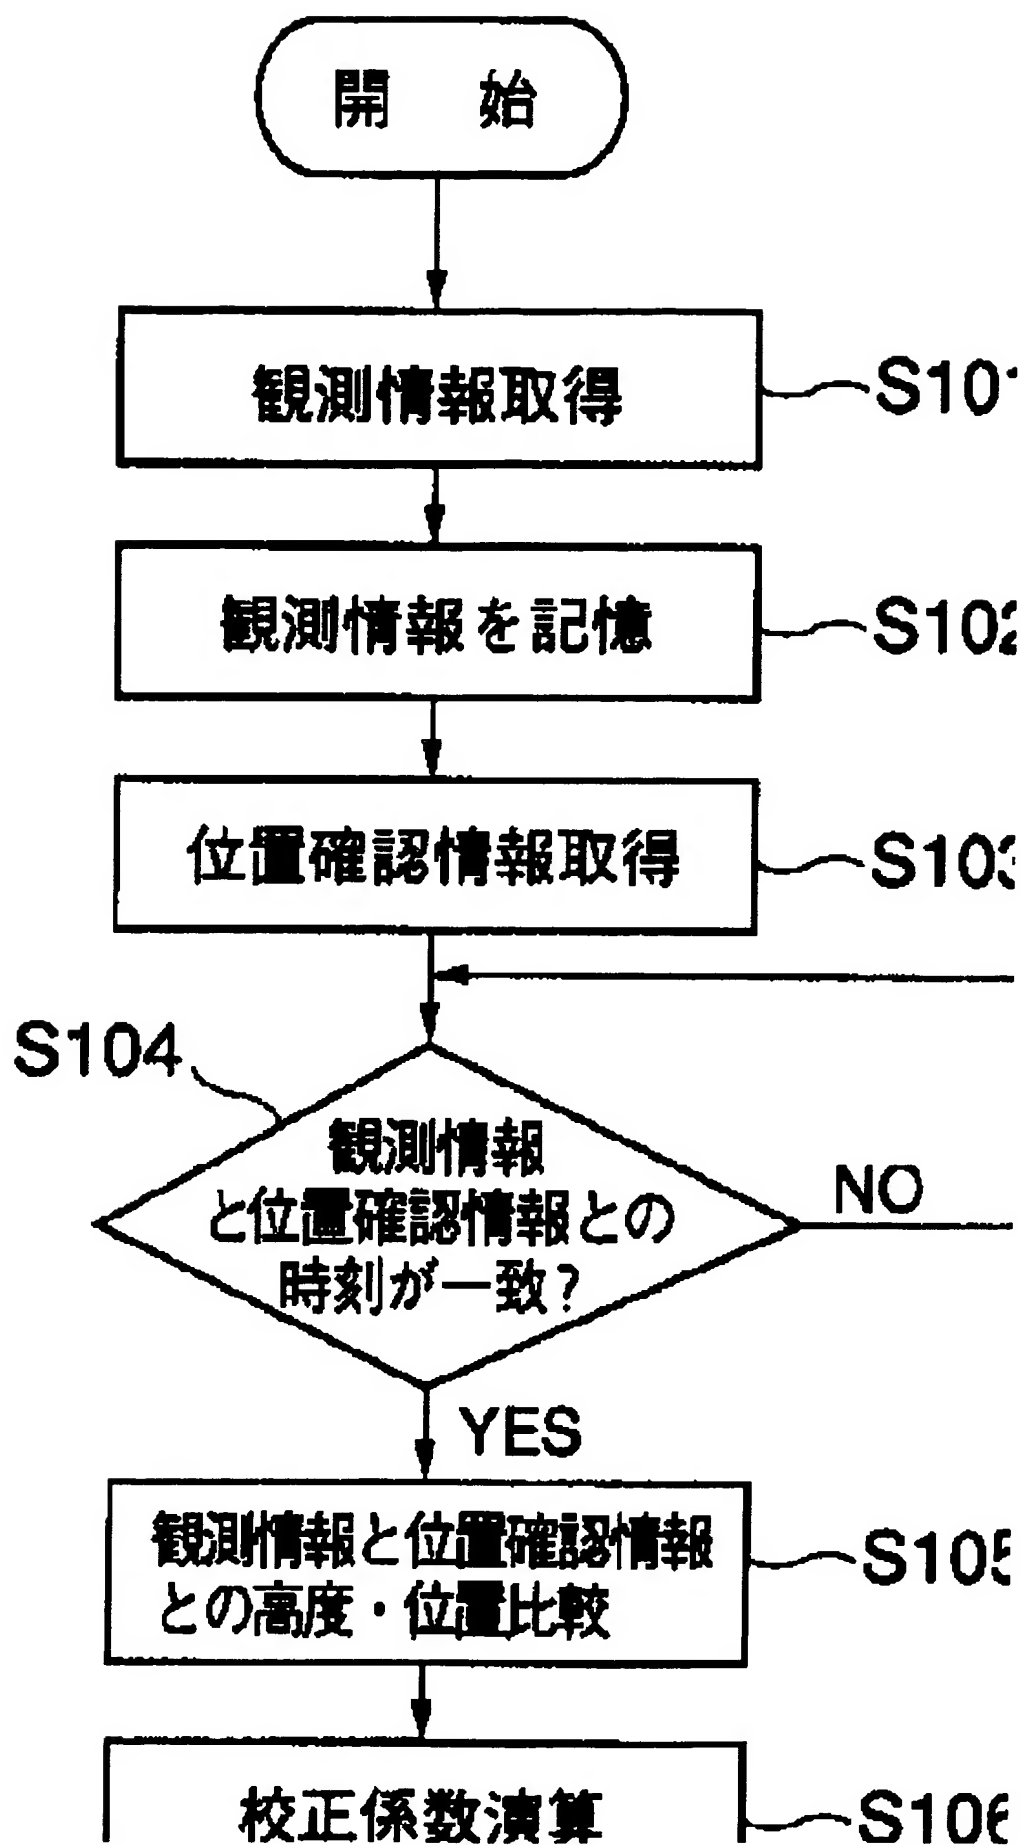 開 始
観測情報取得
S101
観測情報を記憶
S102
位置確認情報取得
S103
S104
観測情報
と位置確認情報との
時刻が一致?
NO
YES
観測情報と位置確認情報
との高度・位置比較
S105
校正係数演算
S106